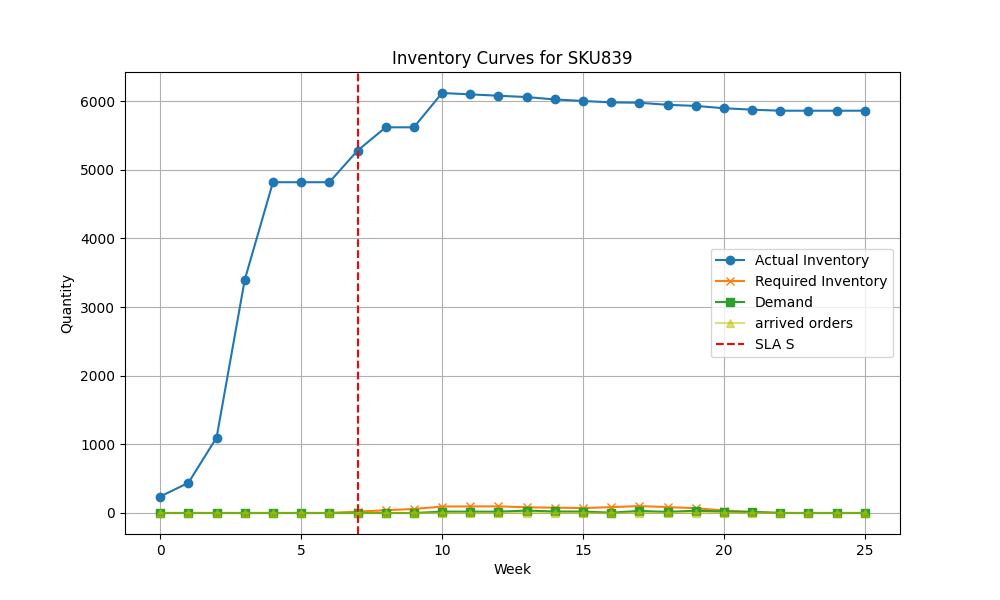 Inventory Curves for SKU839
Quantity
6000
5000
4000
3000
2000
1000
0
Actual Inventory
Required Inventory
Demand
arrived orders
SLA S
0 5 10 15 20 25
Week